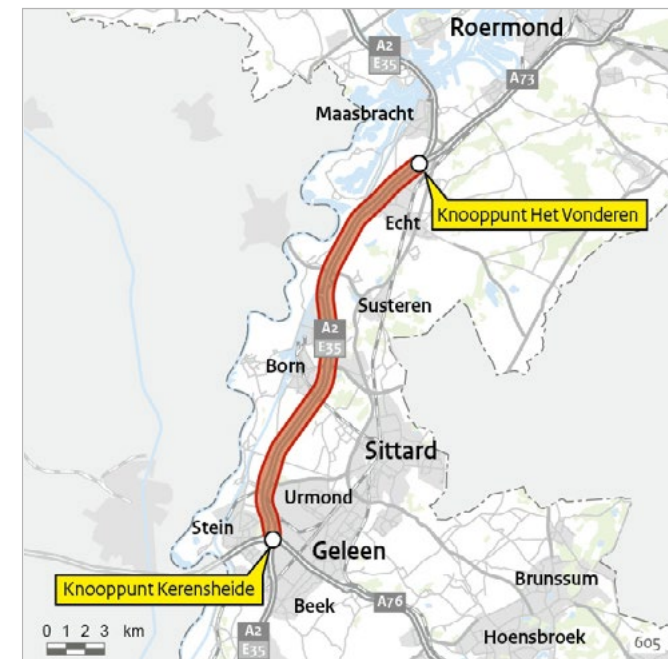 Roermond
A2
E35
A73
Maasbracht
Knooppunt Het Vonderen
Echt
Susteren
A2
E35
Born
Sittard
Urmond
Stein
Geleen
Knooppunt Kerensheide
Brunssum
Beek
A76
A2
E35
Hoensbroek
0 1 2 3 km
605